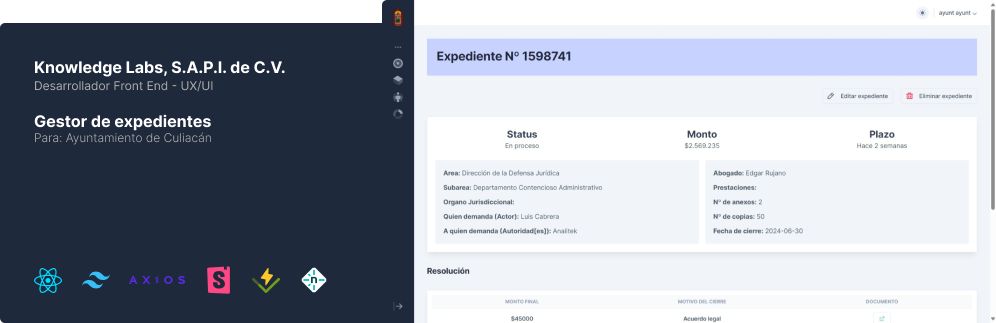 Knowledge Labs, S.A.P.I. de C.V.
Desarrollador Front End - UX/UI
Gestor de expedientes
Para: Ayuntamiento de Culiacán
AXIOS
ayunt ayunt
Expediente Nº 1598741
Editar expediente
Eliminar expediente
Status
En proceso
Monto
$2.569.235
Plazo
Hace 2 semanas
Area: Dirección de la Defensa Jurídica
Subarea: Departamento Contencioso Administrativo
Organo Jurisdiccional:
Quien demanda (Actor): Luis Cabrera
A quien demanda (Autoridad[es]): Analitek
Abogado: Edgar Rujano
Prestaciones:
Nº de anexos: 2
Nº de copias: 50
Fecha de cierre: 2024-06-30
Resolución
MONTO FINAL
MOTIVO DEL CIERRE
DOCUMENTO
$45000
Acuerdo legal